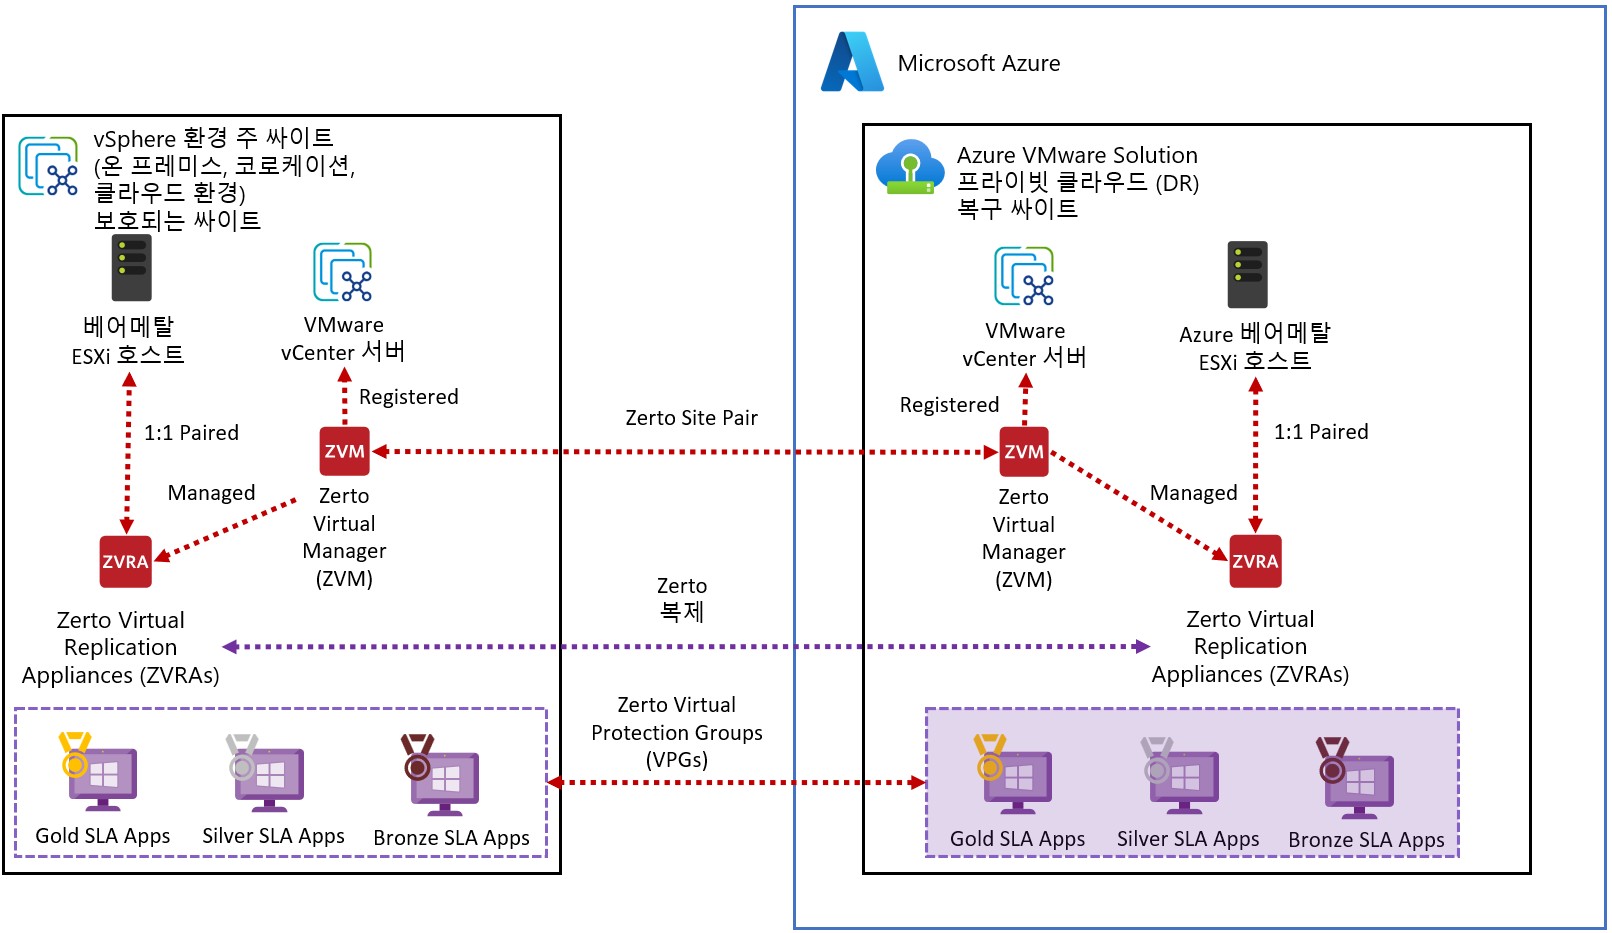 Microsoft Azure
vSphere 환경 주 싸이트
(온 프레미스, 코로케이션,
클라우드 환경)
보호되는 싸이트
베어메탈
ESXi 호스트
VMware
vCenter 서버
Registered
1:1 Paired
ZVM
Managed
Zerto
Virtual
Manager
(ZVM)
ZVRA
Zerto Virtual
Replication
Appliances (ZVRAs)
Gold SLA Apps
Silver SLA Apps
Bronze SLA Apps
Zerto Site Pair
Zerto
복제
Zerto Virtual
Protection Groups
(VPGs)
Azure VMware Solution
프라이빗 클라우드 (DR)
복구 싸이트
VMware
vCenter 서버
Azure 베어메탈
ESXi 호스트
Registered
1:1 Paired
ZVM
Managed
Zerto
Virtual
Manager
(ZVM)
ZVRA
Zerto Virtual
Replication
Appliances (ZVRAs)
Gold SLA Apps
Silver SLA Apps
Bronze SLA Apps